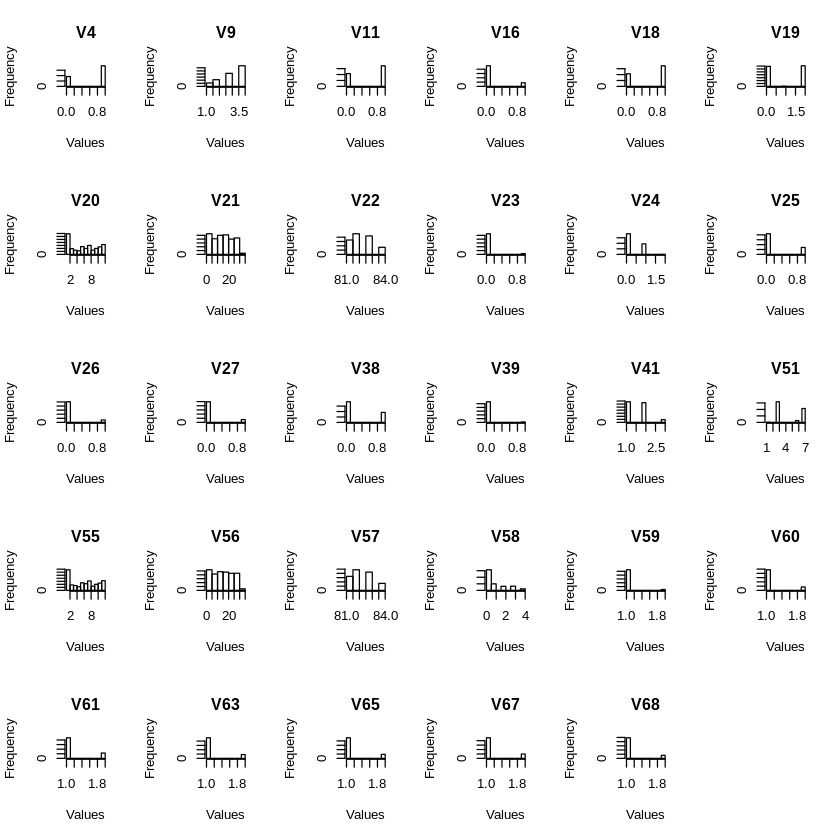 V4 V9 V11 V16 V18 V19
Frequency Frequency Frequency Frequency Frequency Frequency
0 0 0 0 0 0
0.0 0.8 1.0 3.5 0.0 0.8 0.0 0.8 0.0 0.8 0.0 1.5
Values Values Values Values Values Values
V20 V21 V22 V23 V24 V25
Frequency Frequency Frequency Frequency Frequency Frequency
0 0 0 0 0 0
2 8 0 20 81.0 84.0 0.0 0.8 0.0 1.5 0.0 0.8
Values Values Values Values Values Values
V26 V27 V38 V39 V41 V51
Frequency Frequency Frequency Frequency Frequency Frequency
0 0 0 0 0 0
0.0 0.8 0.0 0.8 0.0 0.8 0.0 0.8 1.0 2.5 1 4 7
Values Values Values Values Values Values
V55 V56 V57 V58 V59 V60
Frequency Frequency Frequency Frequency Frequency Frequency
0 0 0 0 0 0
2 8 0 20 81.0 84.0 0 2 4 1.0 1.8 1.0 1.8
Values Values Values Values Values Values
V61 V63 V65 V67 V68
Frequency Frequency Frequency Frequency Frequency
0 0 0 0 0
1.0 1.8 1.0 1.8 1.0 1.8 1.0 1.8 1.0 1.8
Values Values Values Values Values